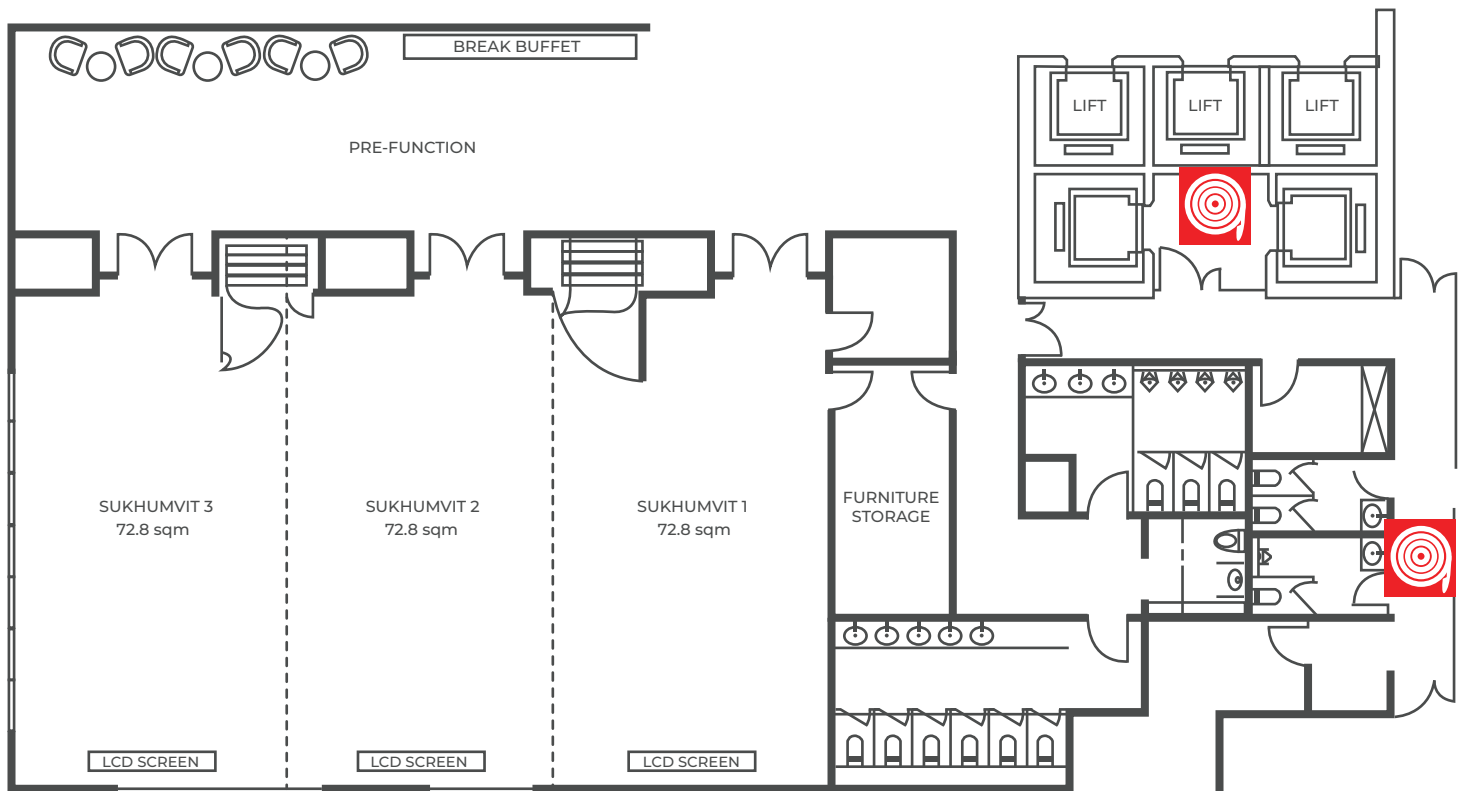 BREAK BUFFET
LIFT
LIFT
LIFT
PRE-FUNCTION
SUKHUMVIT 3
72.8 sqm
SUKHUMVIT 2
72.8 sqm
SUKHUMVIT 1
72.8 sqm
FURNITURE
STORAGE
LCD SCREEN
LCD SCREEN
LCD SCREEN